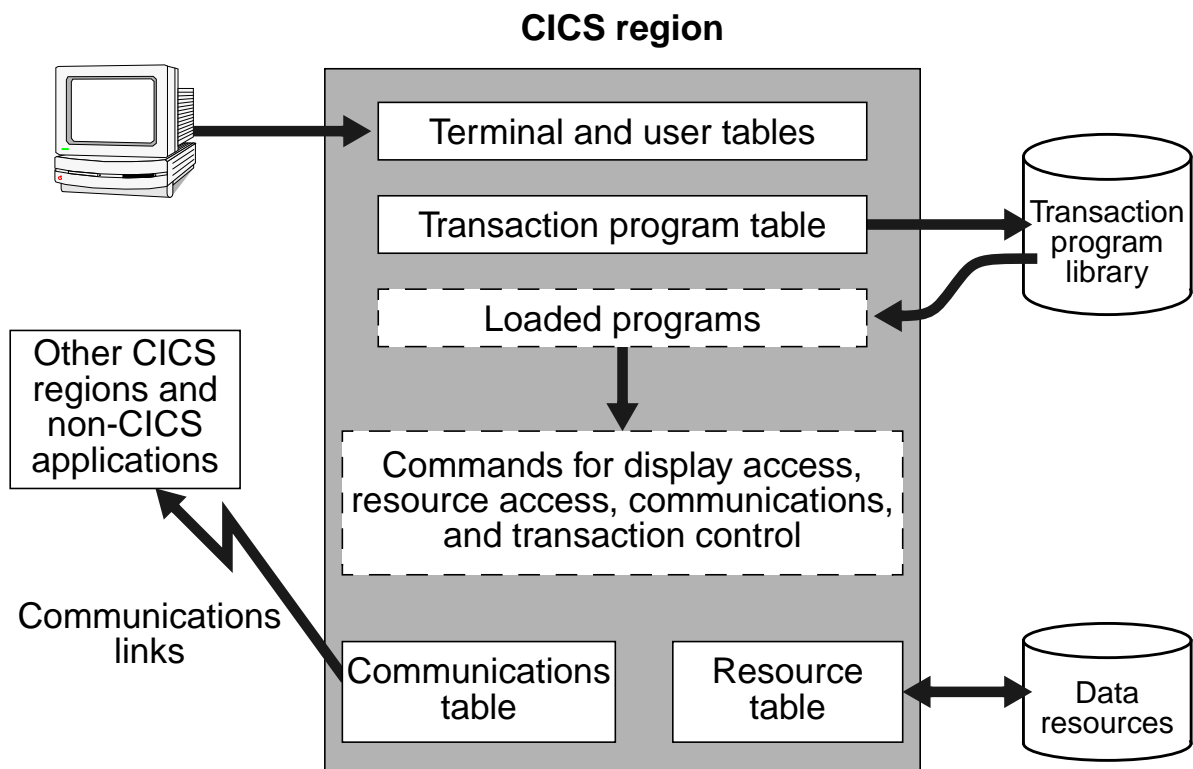 CICS region
Terminal and user tables
Transaction program table
Transaction
program
library
Loaded programs
Other CICS
regions and
non-CICS
applications
Commands for display access,
resource access, communications,
and transaction control
Communications
links
Communications
table
Resource
table
Data
resources